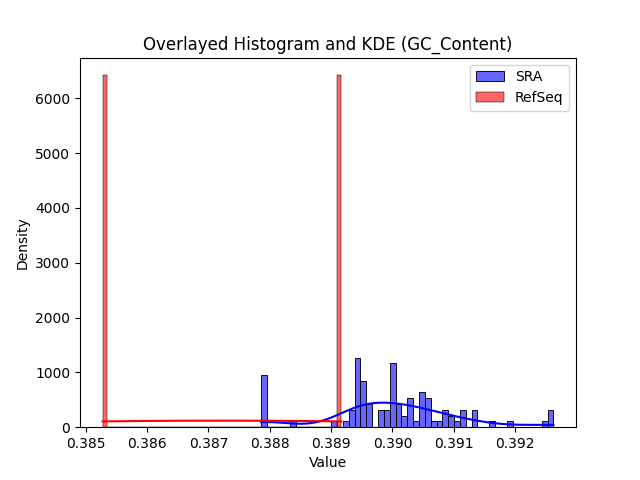 Overlayed Histogram and KDE (GC_Content)
SRA
RefSeq
6000
5000
4000
3000
2000
1000
0
Density
0.385 0.386 0.387 0.388 0.389 0.390 0.391 0.392
Value